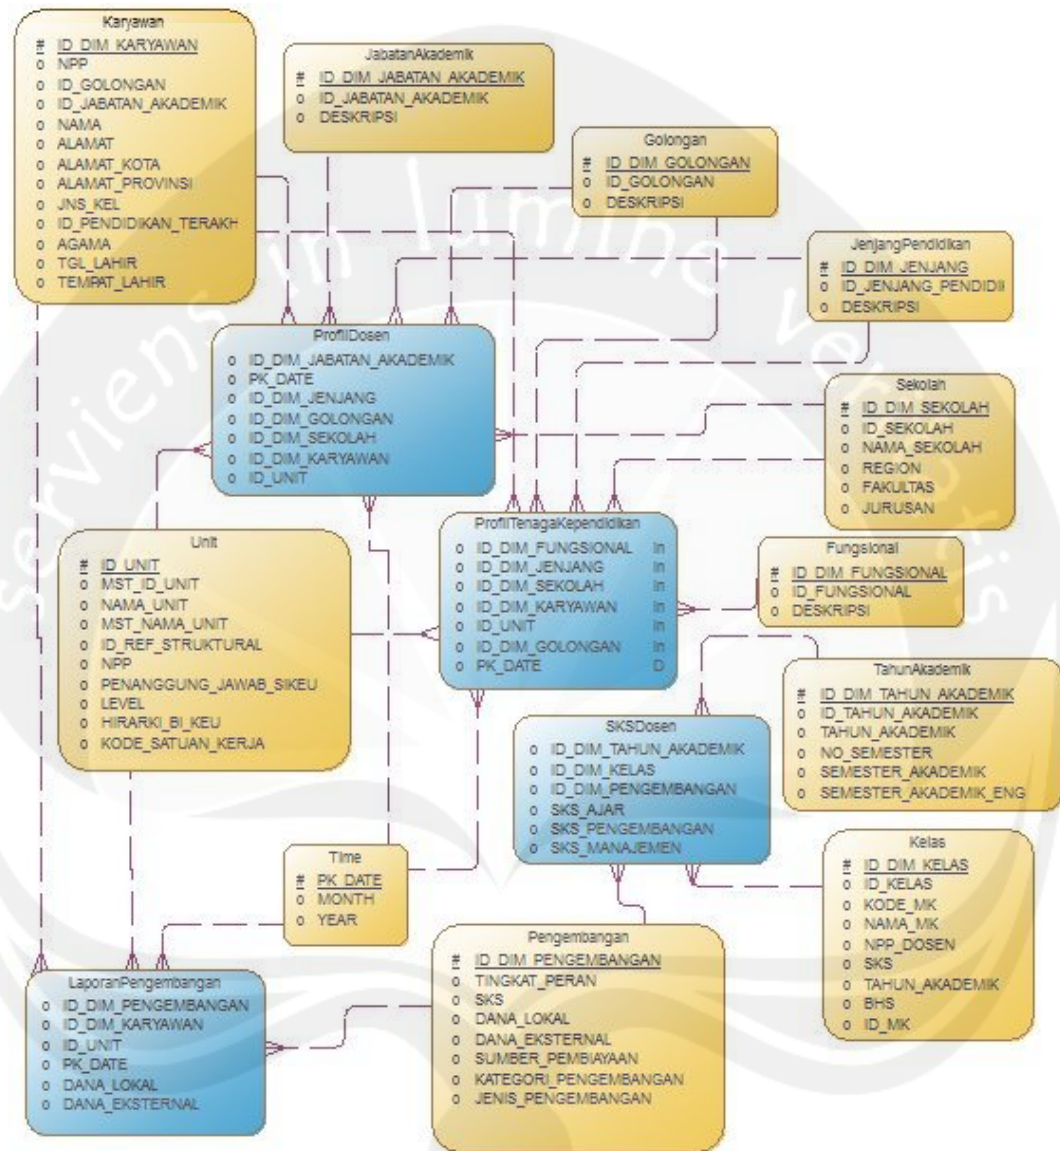 Karyawan
# ID_DIM_KARYAWAN
o NPP
o ID_GOLONGAN
o ID_JABATAN_AKADEMIK
o NAMA
o ALAMAT
o ALAMAT_KOTA
o ALAMAT_PROVINSI
o JNS_KEL
o ID_PENDIDIKAN_TERAKH
o AGAMA
o TGL_LAHIR
o TEMPAT_LAHIR
JabatanAkademik
# ID_DIM_JABATAN_AKADEMIK
o ID_JABATAN_AKADEMIK
o DESKRIPSI
Golongan
# ID_DIM_GOLONGAN
o ID_GOLONGAN
o DESKRIPSI
JenjangPendidikan
# ID_DIM_JENJANG
o ID_JENJANG_PENDIDI
o DESKRIPSI
ProfilDosen
o ID_DIM_JABATAN_AKADEMIK
o PK_DATE
o ID_DIM_JENJANG
o ID_DIM_GOLONGAN
o ID_DIM_SEKOLAH
o ID_DIM_KARYAWAN
o ID_UNIT
Sekolah
# ID_DIM_SEKOLAH
o ID_SEKOLAH
o NAMA_SEKOLAH
o REGION
o FAKULTAS
o JURUSAN
ProfilTenagaKependidikan
o ID_DIM_FUNGSIONAL In
o ID_DIM_JENJANG In
o ID_DIM_SEKOLAH In
o ID_DIM_KARYAWAN In
o ID_UNIT In
o ID_DIM_GOLONGAN In
o PK_DATE D
Unit
# ID_UNIT
o MST_ID_UNIT
o NAMA_UNIT
o MST_NAMA_UNIT
o ID_REF_STRUKTURAL
o NPP
o PENANGGUNG_JAWAB_SIKEU
o LEVEL
o HIRARKI_BI_KEU
o KODE_SATUAN_KERJA
Fungsional
# ID_DIM_FUNGSIONAL
o ID_FUNGSIONAL
o DESKRIPSI
TahunAkademik
# ID_DIM_TAHUN_AKADEMIK
o ID_TAHUN_AKADEMIK
o TAHUN_AKADEMIK
o NO_SEMESTER
o SEMESTER_AKADEMIK
o SEMESTER_AKADEMIK_ENG
SKSDosen
o ID_DIM_TAHUN_AKADEMIK
o ID_DIM_KELAS
o ID_DIM_PENGEMBANGAN
o SKS_AJAR
o SKS_PENGEMBANGAN
o SKS_MANAJEMEN
Time
# PK_DATE
o MONTH
o YEAR
Kelas
# ID_DIM_KELAS
o ID_KELAS
o KODE_MK
o NAMA_MK
o NPP_DOSEN
o SKS
o TAHUN_AKADEMIK
o BHS
o ID_MK
Pengembangan
# ID_DIM_PENGEMBANGAN
o TINGKAT_PERAN
o SKS
o DANA_LOKAL
o DANA_EKSTERNAL
o SUMBER_PEMBIAYAAN
o KATEGORI_PENGEMBANGAN
o JENIS_PENGEMBANGAN
LaporanPengembangan
o ID_DIM_PENGEMBANGAN
o ID_DIM_KARYAWAN
o ID_UNIT
o PK_DATE
o DANA_LOKAL
o DANA_EKSTERNAL
serviens in lumine veritatis